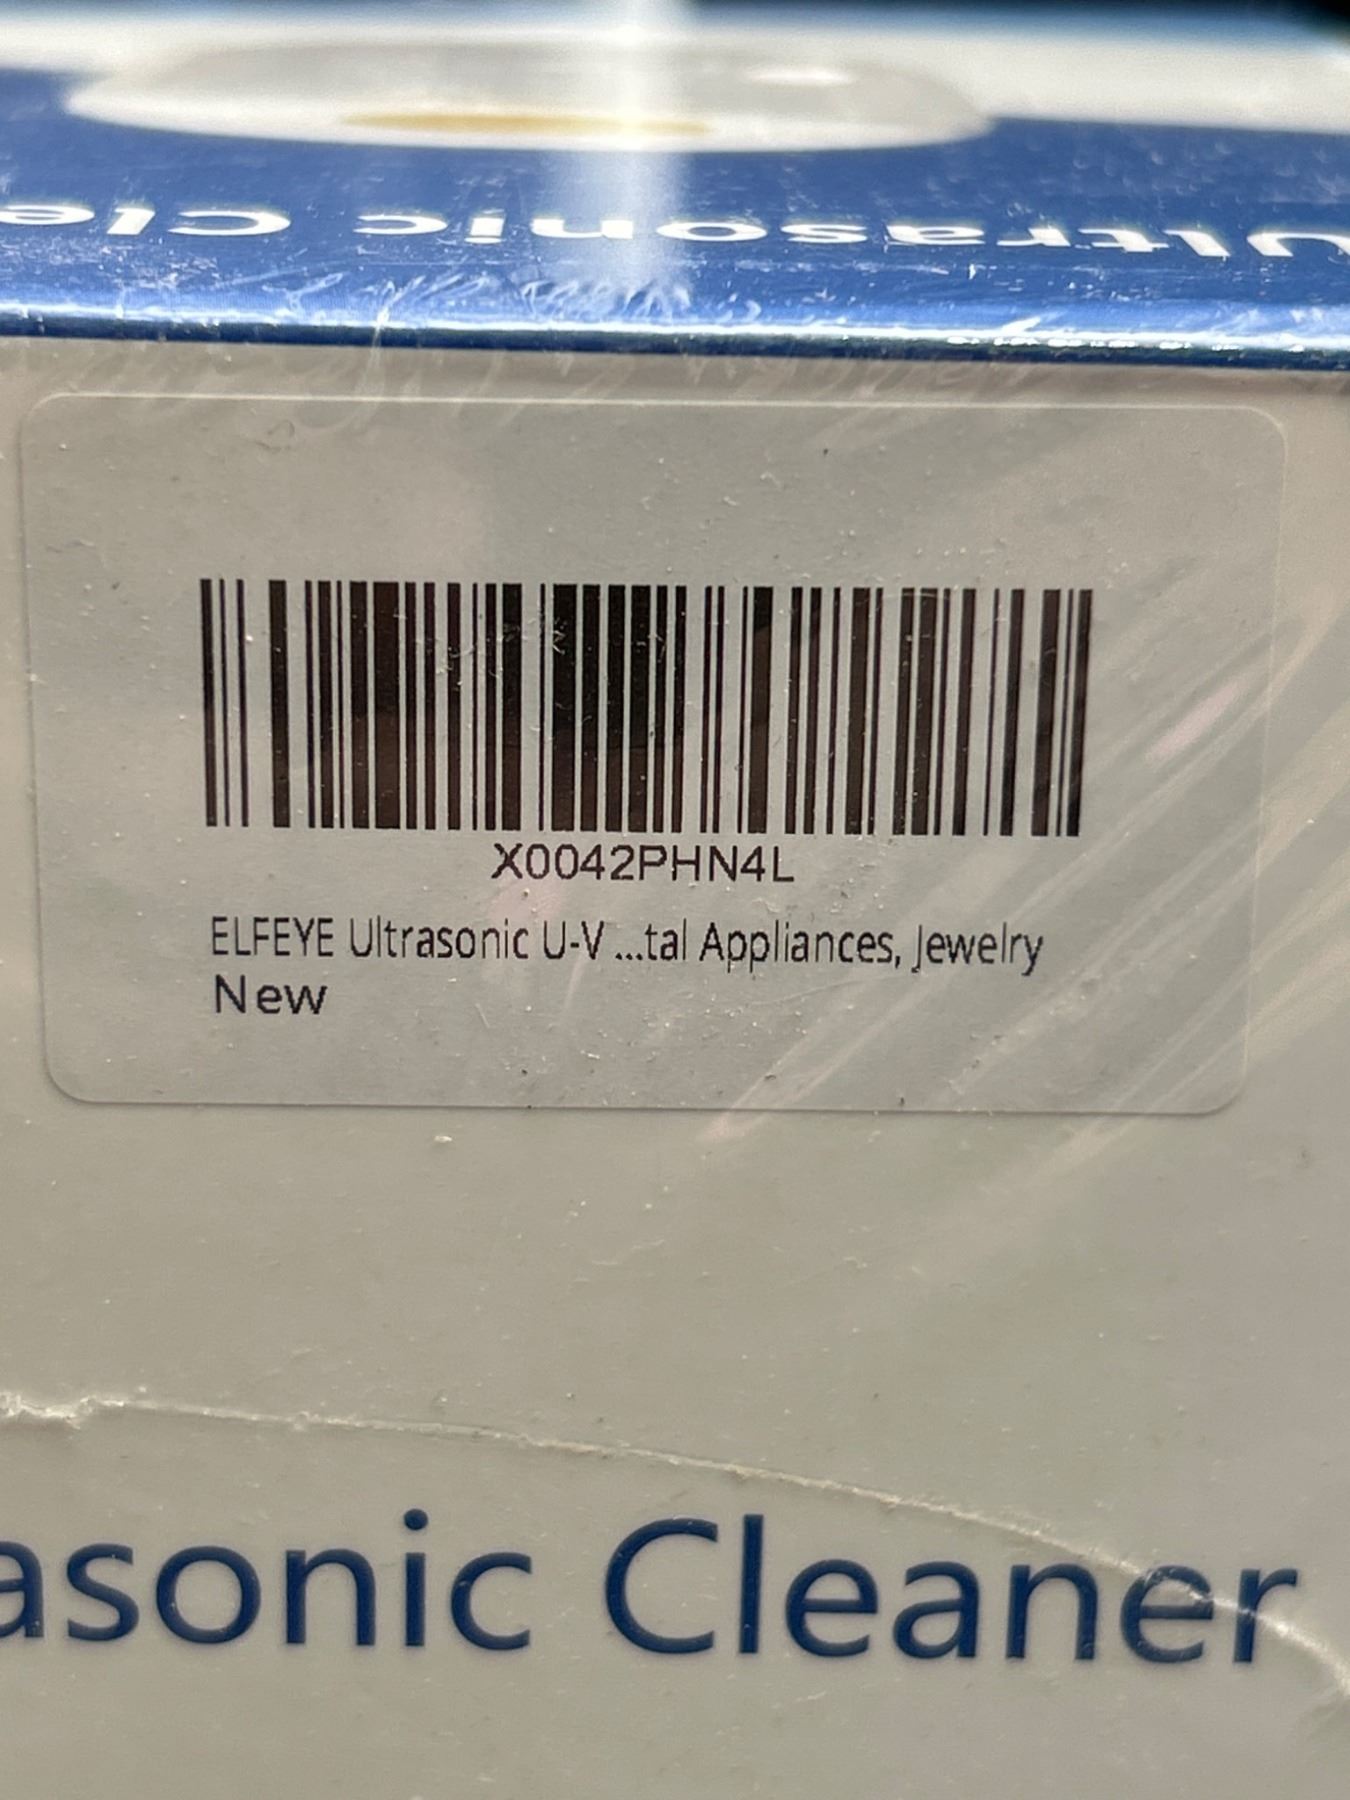 Ultrasonic Cle
X0042PHN4L
ELFEYE Ultrasonic U-V ...tal Appliances, Jewelry
New
asonic Cleaner